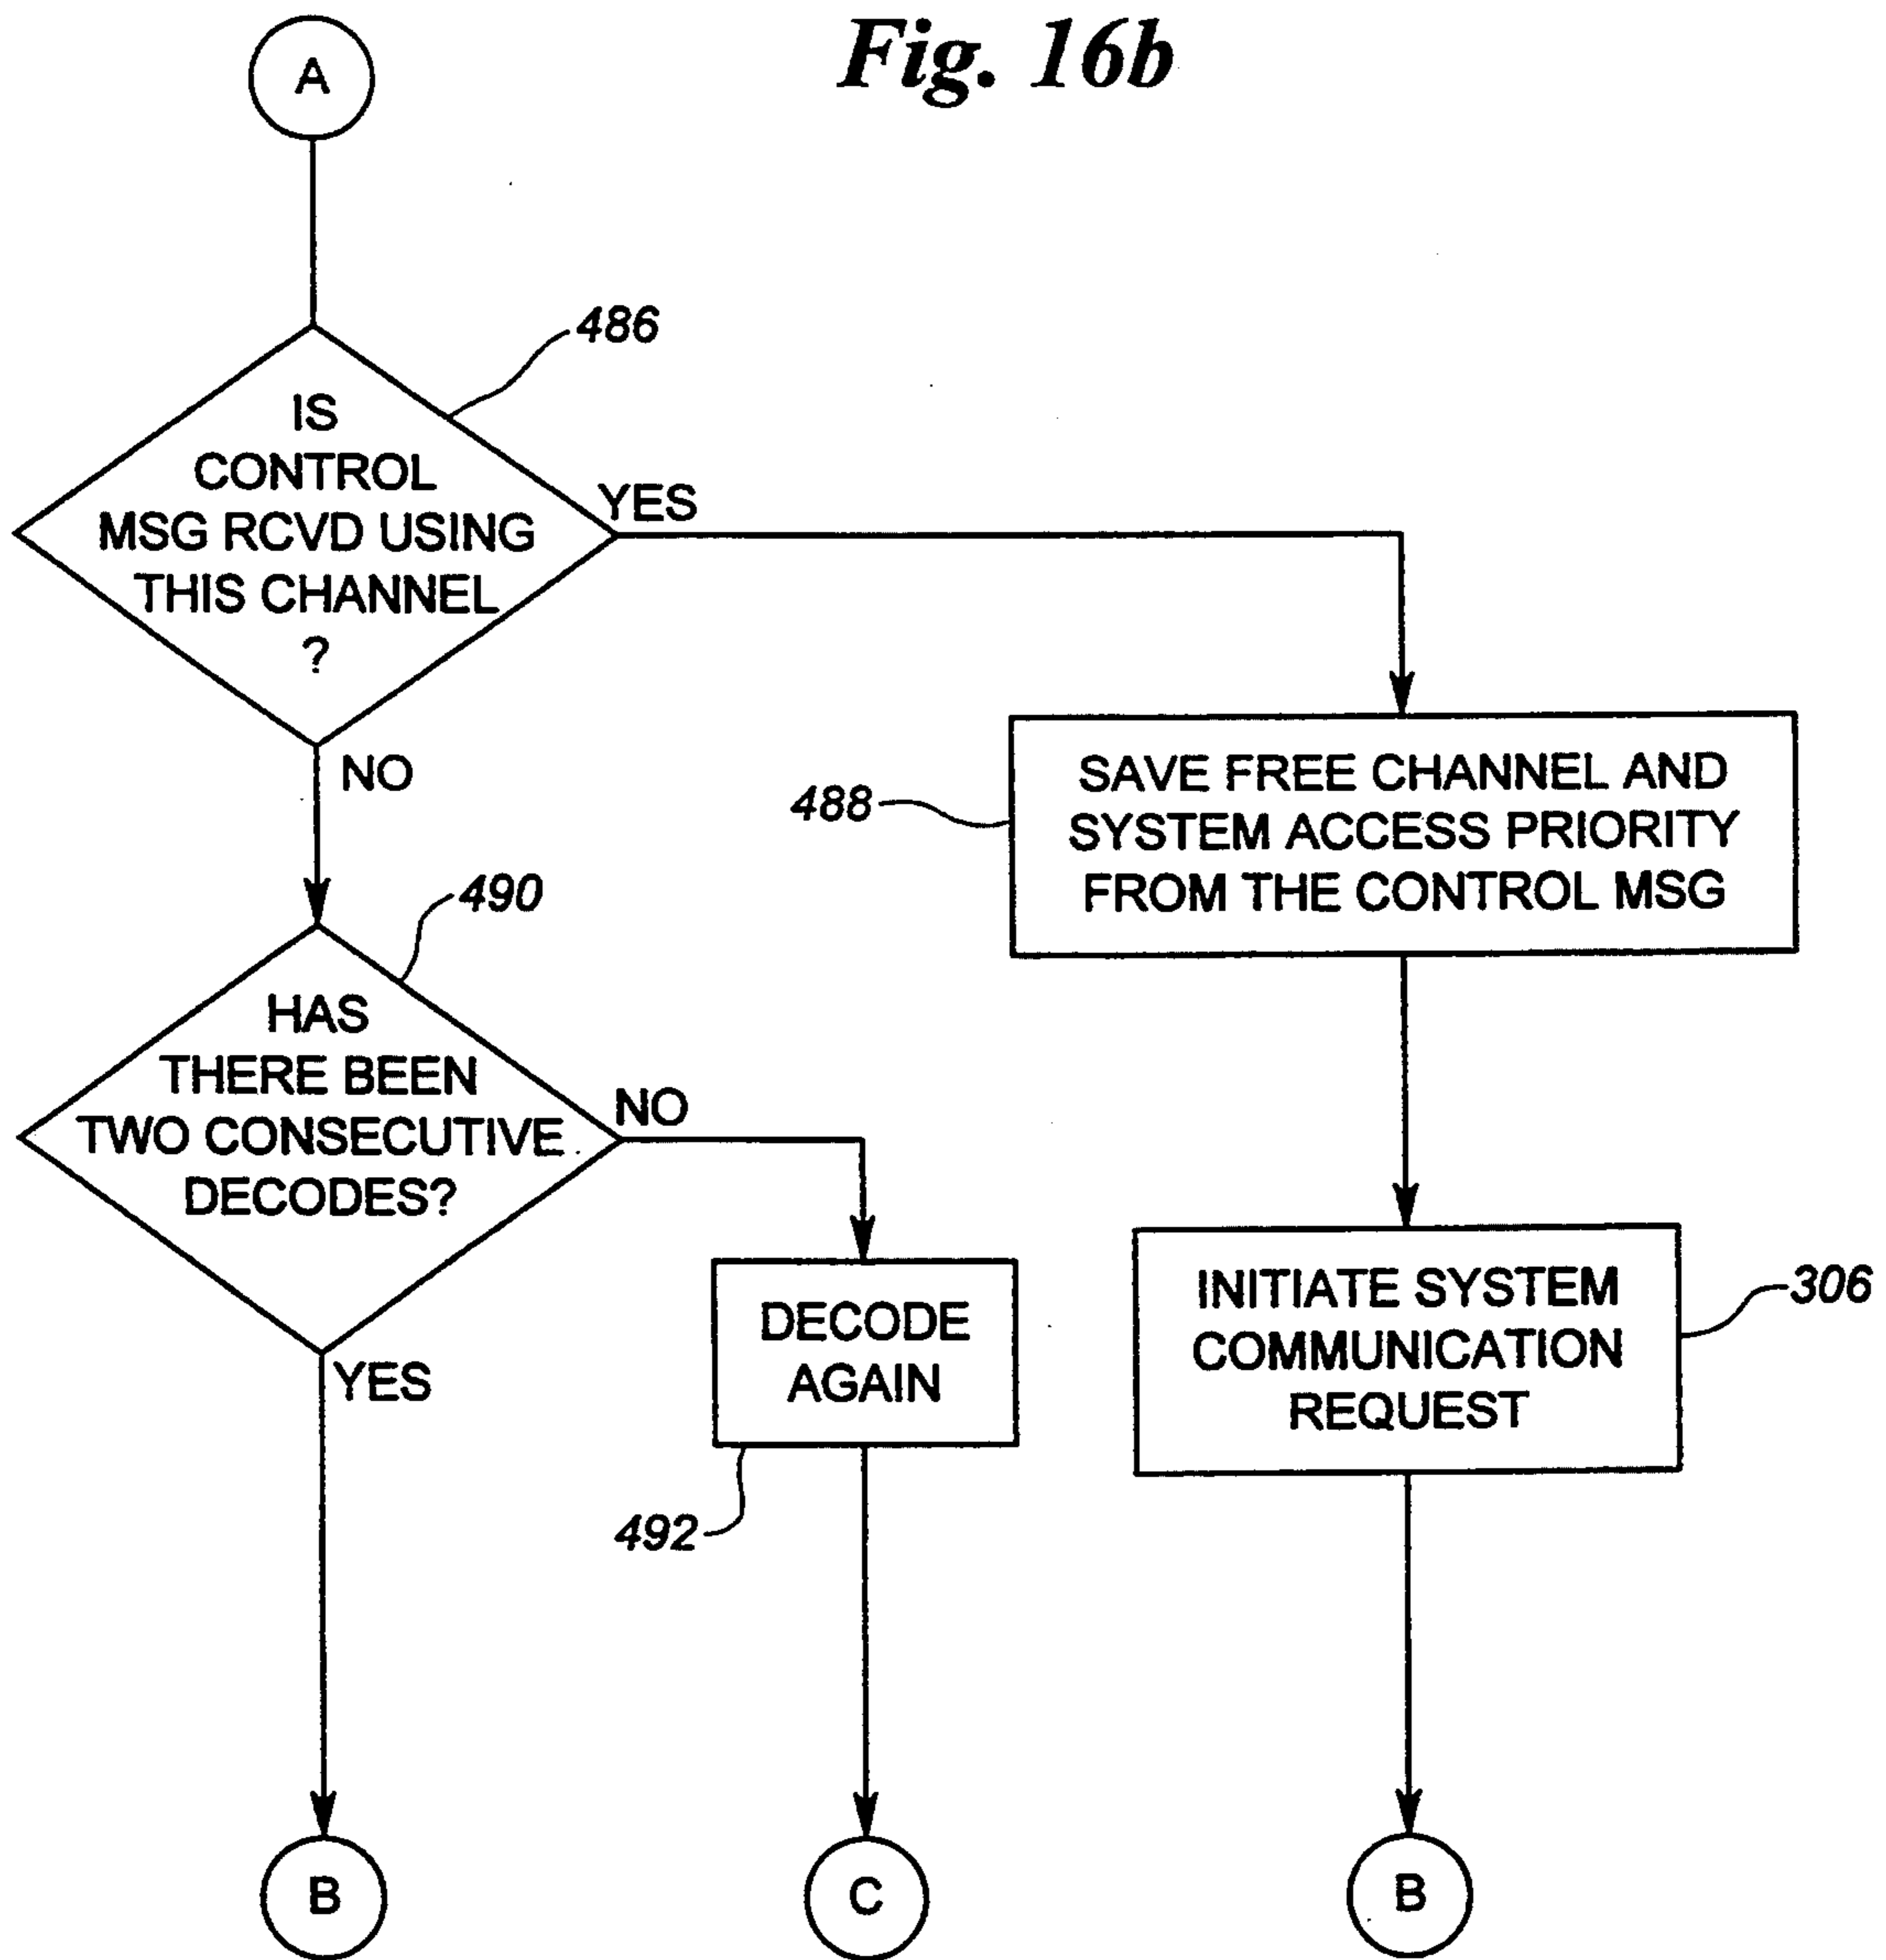 Fig. 16b
A
486
IS
CONTROL
MSG RCVD USING
THIS CHANNEL
?
YES
NO
488
SAVE FREE CHANNEL AND
SYSTEM ACCESS PRIORITY
FROM THE CONTROL MSG
490
HAS
THERE BEEN
TWO CONSECUTIVE
DECODES?
NO
YES
DECODE
AGAIN
492
INITIATE SYSTEM
COMMUNICATION
REQUEST
306
B
C
B